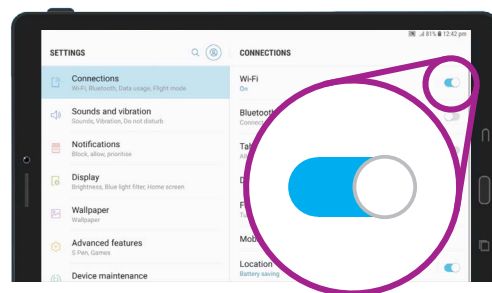 81% 12:42 pm
SETTINGS
CONNECTIONS
Connections
Wi-Fi, Bluetooth, Data usage, Flight mode
Wi-Fi
On
Sounds and vibration
Sounds, Vibration, Do not disturb
Bluetooth
Notifications
Block, allow, prioritise
Display
Brightness, Blue light filter, Home screen
Wallpaper
Wallpaper
Advanced features
S Pen, Games
Location
Battery saving
Device maintenance